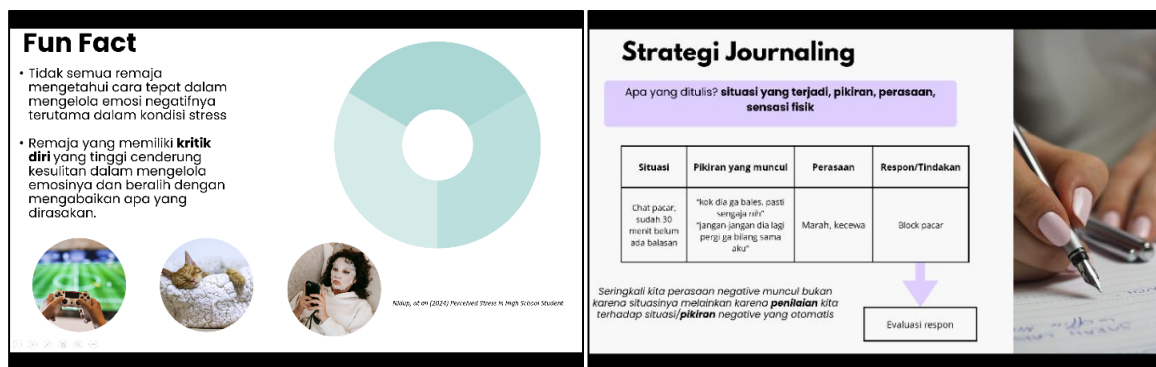 Fun Fact
• Tidak semua remaja
mengetahui cara tepat dalam
mengelola emosi negatifnya
terutama dalam kondisi stress
• Remaja yang memiliki kritik
diri yang tinggi cenderung
kesulitan dalam mengelola
emosinya dan beralih dengan
mengabaikan apa yang
dirasakan.
(2024) Perceived Stress in High School Student
Strategi Journaling
Apa yang ditulis? situasi yang terjadi, pikiran, perasaan,
sensasi fisik
Situasi
Pikiran yang muncul
Perasaan
Respon/Tindakan
Chat pacar,
sudah 30
menit belum
ada balasan
"kok dia ga bales, pasti
sengaja nih"
"jangan jangan dia lagi
pergi ga bilang sama
aku"
Marah, kecewa
Block pacar
Seringkali kita perasaan negative muncul bukan
karena situasinya melainkan karena penilaian kita
terhadap situasi/pikiran negative yang otomatis
Evaluasi respon